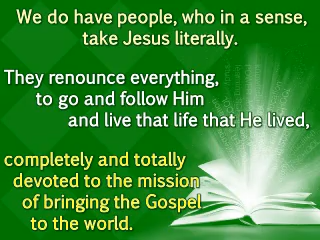 We do have people, who in a sense,
take Jesus literally.
They renounce everything,
to go and follow Him
and live that life that He lived,
completely and totally
devoted to the mission
of bringing the Gospel
to the world.